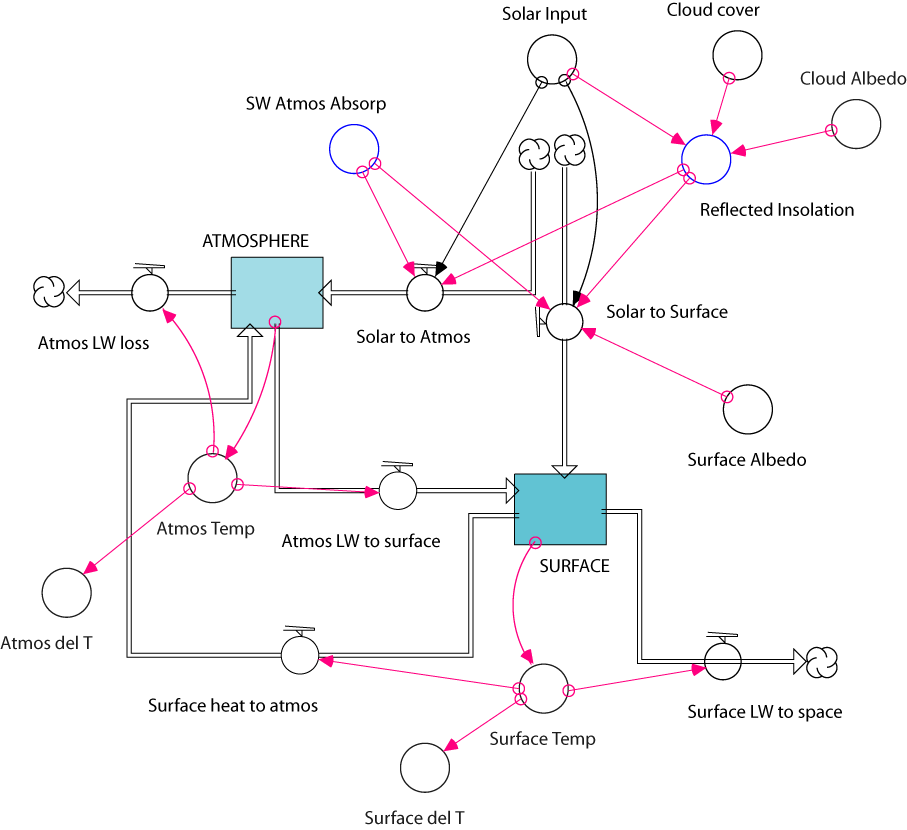 Solar Input
Cloud cover
Cloud Albedo
SW Atmos Absorp
Reflected Insolation
ATMOSPHERE
Solar to Surface
Solar to Atmos
Atmos LW loss
Surface Albedo
Atmos Temp
Atmos LW to surface
SURFACE
Atmos del T
Surface heat to atmos
Surface LW to space
Surface Temp
Surface del T